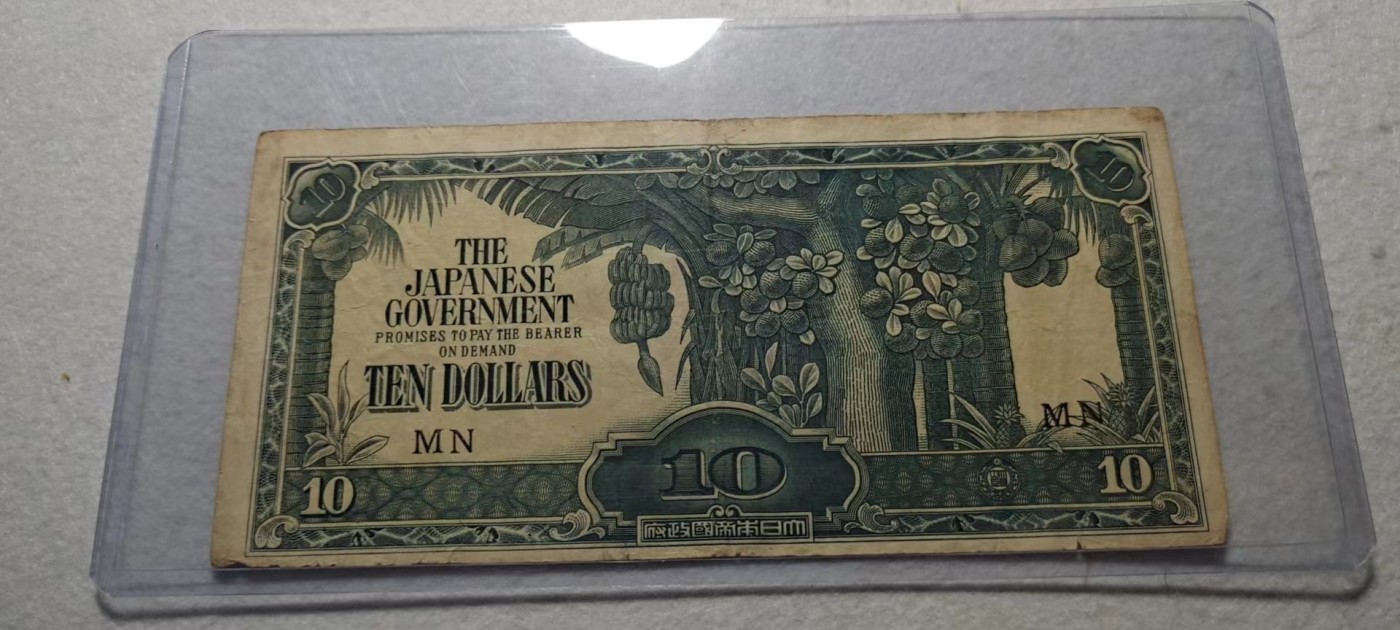 10
10
THE
JAPANESE
GOVERNMENT
PROMISES TO PAY THE BEARER
ON DEMAND
TEN DOLLARS
MN
MN
10
10
10
府政國帝本日大